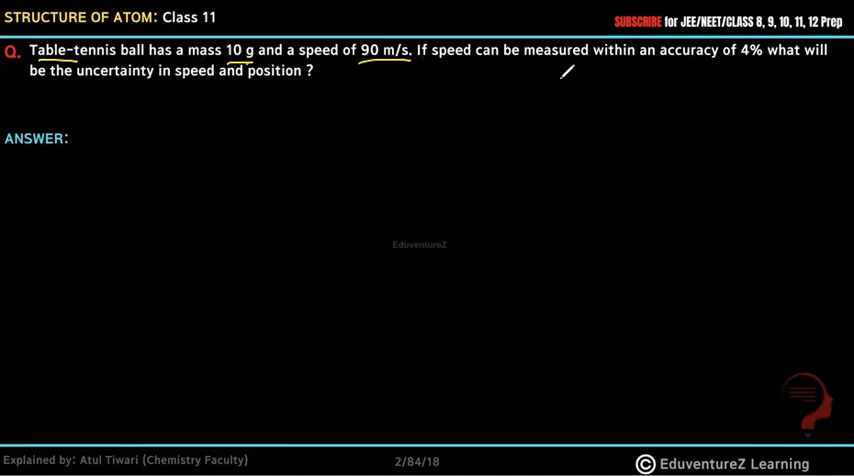 STRUCTURE OF ATOM: Class 11
SUBSCRIBE for JEE/NEET/CLASS 8, 9, 10, 11, 12 Prep
Q. Table-tennis ball has a mass 10 g and a speed of 90 m/s. If speed can be measured within an accuracy of 4% what will
be the uncertainty in speed and position ?
ANSWER:
EduventureZ
Explained by: Atul Tiwari (Chemistry Faculty)
2/84/18
© EduventureZ Learning